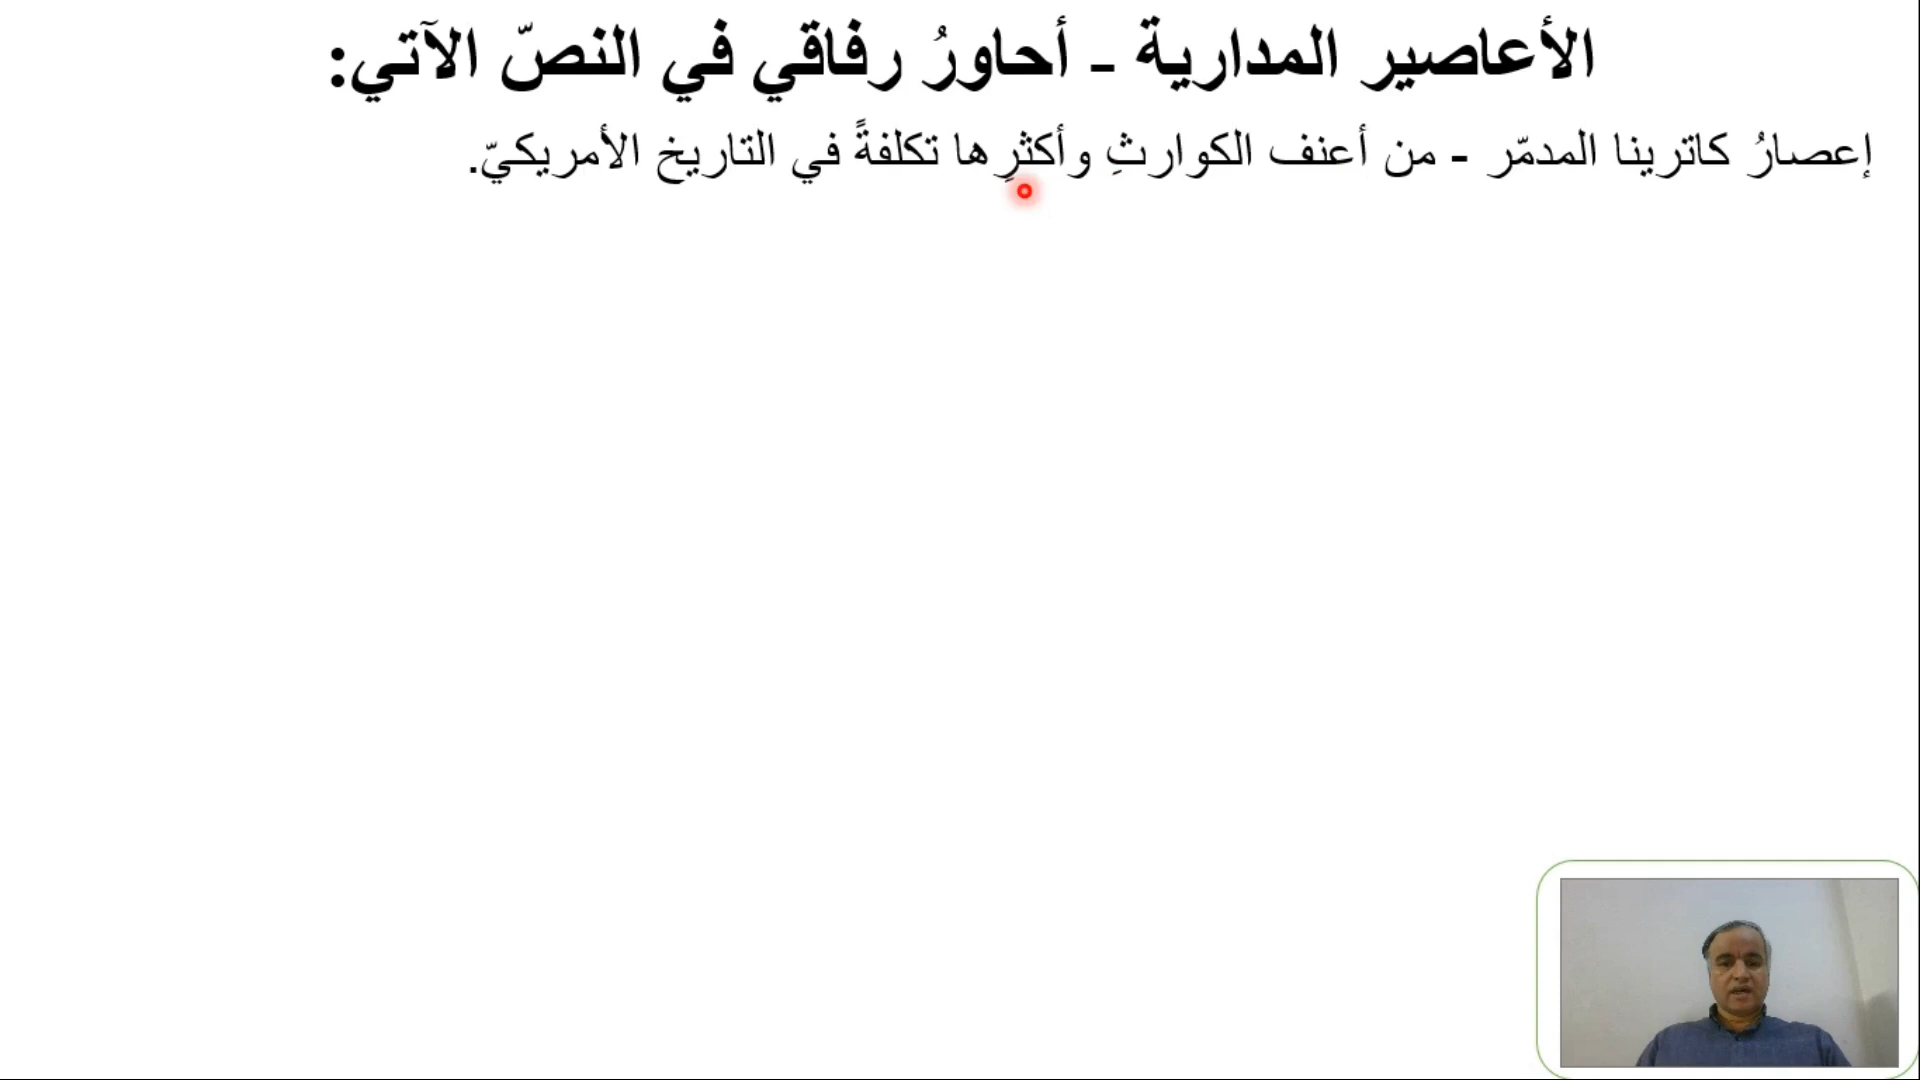 الأعاصير المدارية - أحاورُ رفاقي في النصّ الآتي:
إعصارُ كاترينا المدمّر - من أعنف الكوارثِ وأكثرِها تكلفةً في التاريخ الأمريكيّ.